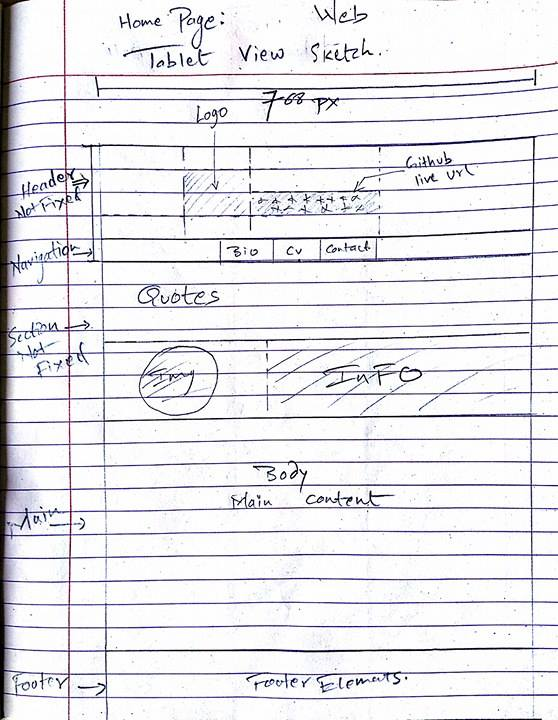 Home Page: Web
Tablet View Sketch.
768 px
Logo
Github
live url
Header
Not Fixed
Navigation
Bio
CV
Contact
Quotes
Section
Not
Fixed
Img
InFO
Body
Main content
Main
Footer
Footer Elemats.